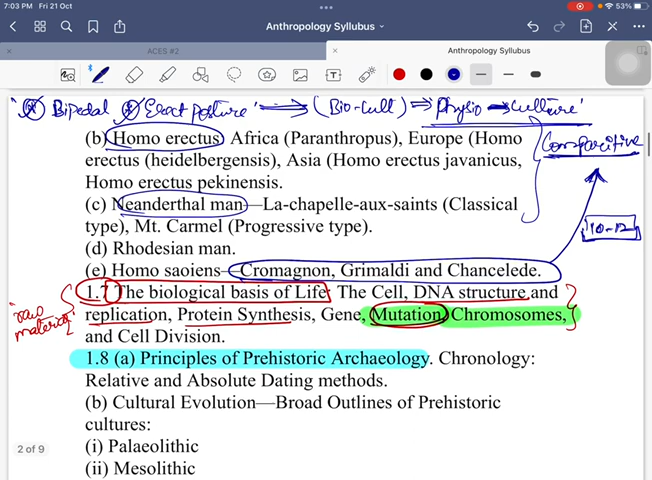 7:03 PM Fri 21 Oct
53%
Anthropology Syllabus
ACES #2
Anthropology Syllabus
Bipedal Erect posture (Bio-Cult) Physio Culture
(b) Homo erectus: Africa (Paranthropus), Europe (Homo
erectus (heidelbergensis), Asia (Homo erectus javanicus,
Homo erectus pekinensis.
Comparitive
(c) Neanderthal man—La-chapelle-aux-saints (Classical
type), Mt. Carmel (Progressive type).
10-12
(d) Rhodesian man.
(e) Homo saoiens—Cromagnon, Grimaldi and Chancelede.
1.7 The biological basis of Life: The Cell, DNA structure and
replication, Protein Synthesis, Gene, Mutation, Chromosomes,
and Cell Division.
raw
material
1.8 (a) Principles of Prehistoric Archaeology. Chronology:
Relative and Absolute Dating methods.
(b) Cultural Evolution—Broad Outlines of Prehistoric
cultures:
(i) Palaeolithic
2 of 9
(ii) Mesolithic